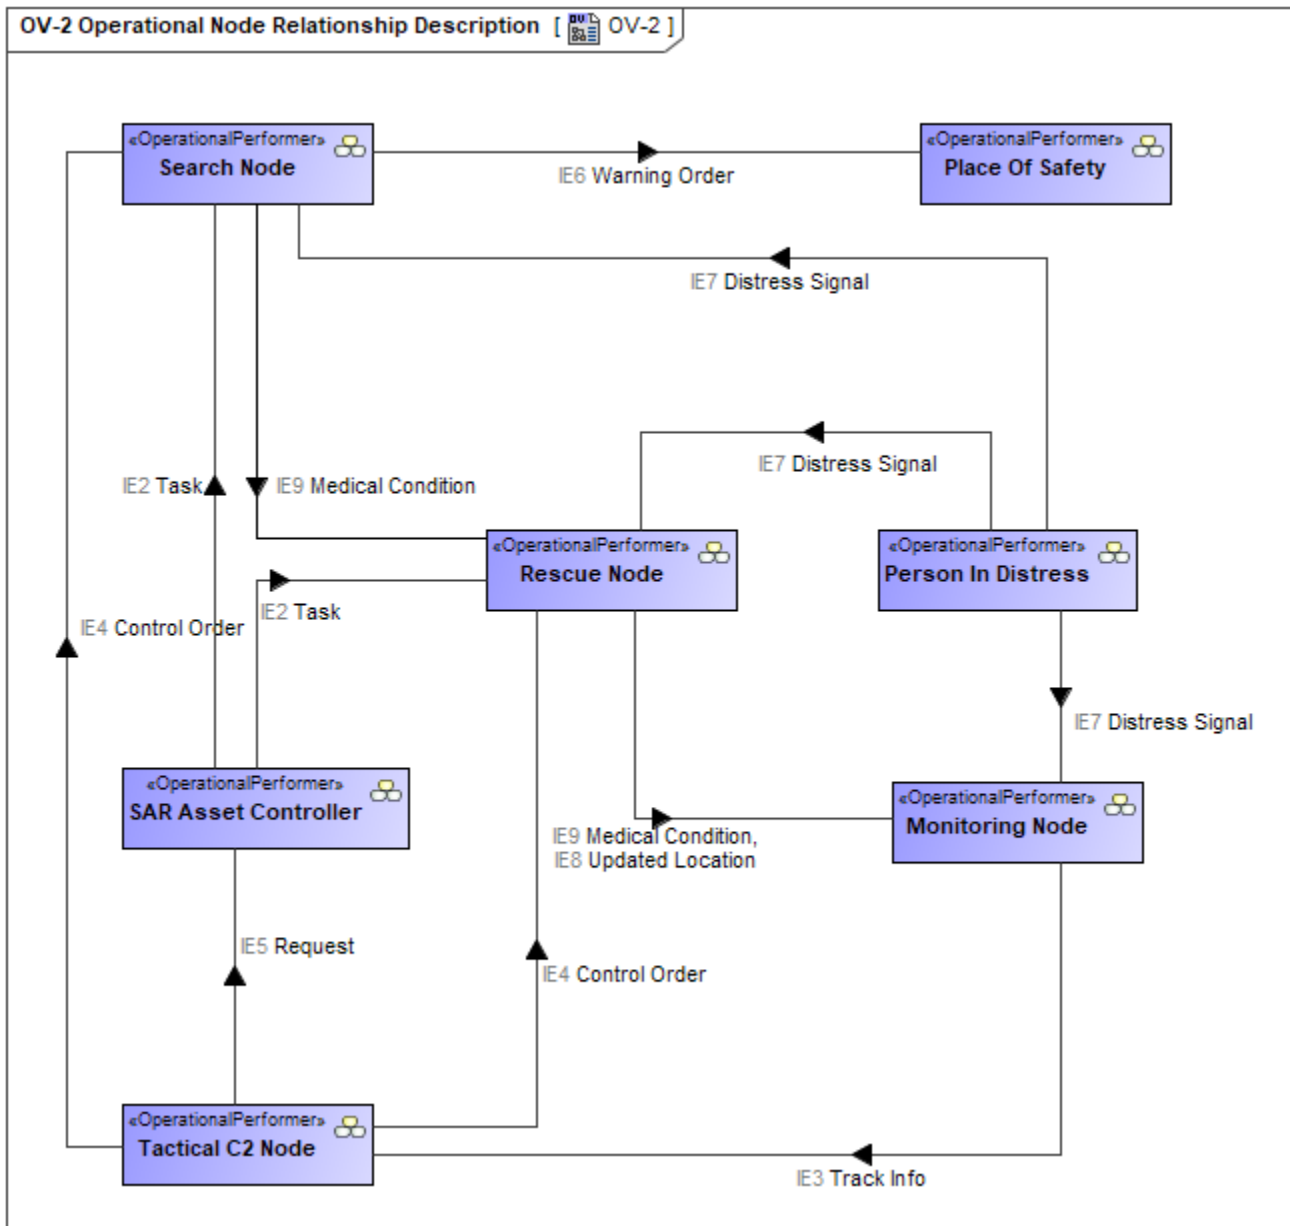 OV-2 Operational Node Relationship Description [ OV-2 ]
«OperationalPerformer»
Search Node
«OperationalPerformer»
Place Of Safety
IE6 Warning Order
IE7 Distress Signal
IE7 Distress Signal
IE2 Task
IE9 Medical Condition
«OperationalPerformer»
Rescue Node
«OperationalPerformer»
Person In Distress
IE2 Task
IE4 Control Order
IE7 Distress Signal
«OperationalPerformer»
SAR Asset Controller
«OperationalPerformer»
Monitoring Node
IE9 Medical Condition,
IE8 Updated Location
IE5 Request
IE4 Control Order
«OperationalPerformer»
Tactical C2 Node
IE3 Track Info